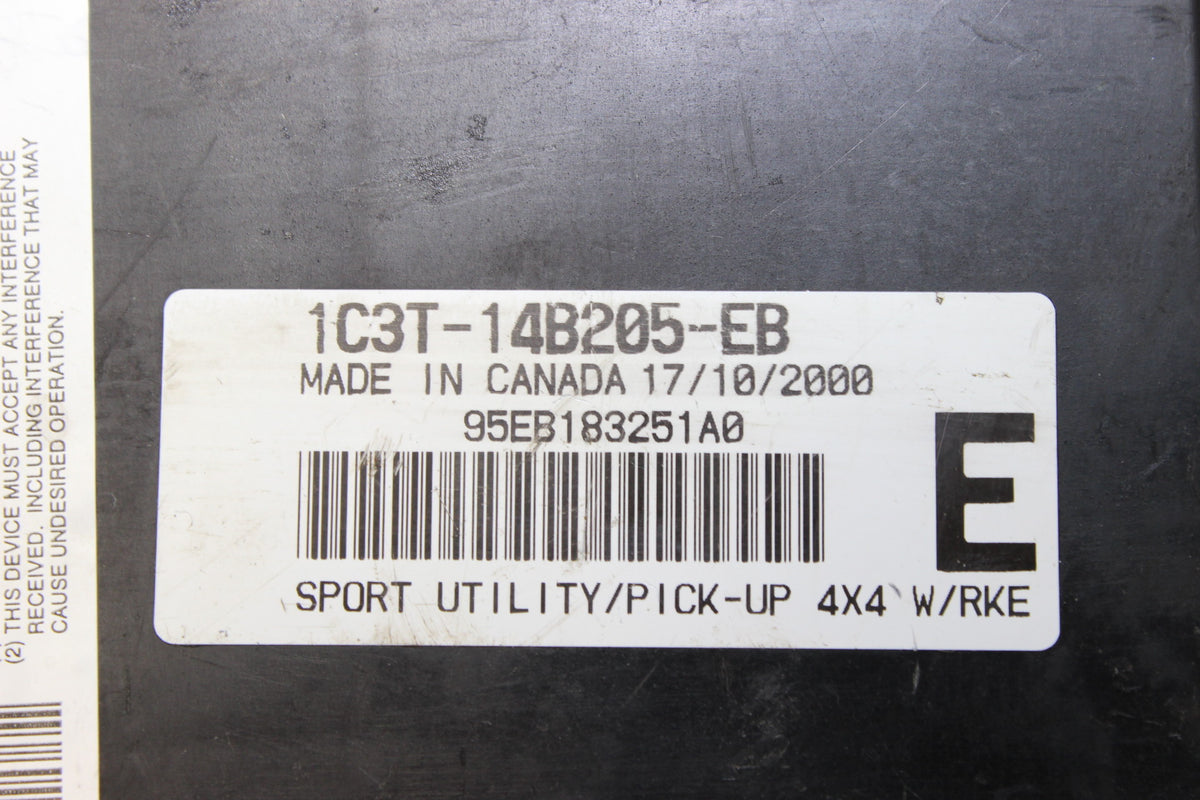 (2) THIS DEVICE MUST ACCEPT ANY INTERFERENCE
RECEIVED. INCLUDING INTERFERENCE THAT MAY
CAUSE UNDESIRED OPERATION.
1C3T-14B205-EB
MADE IN CANADA 17/10/2000
95EB183251A0
E
SPORT UTILITY/PICK-UP 4X4 W/RKE